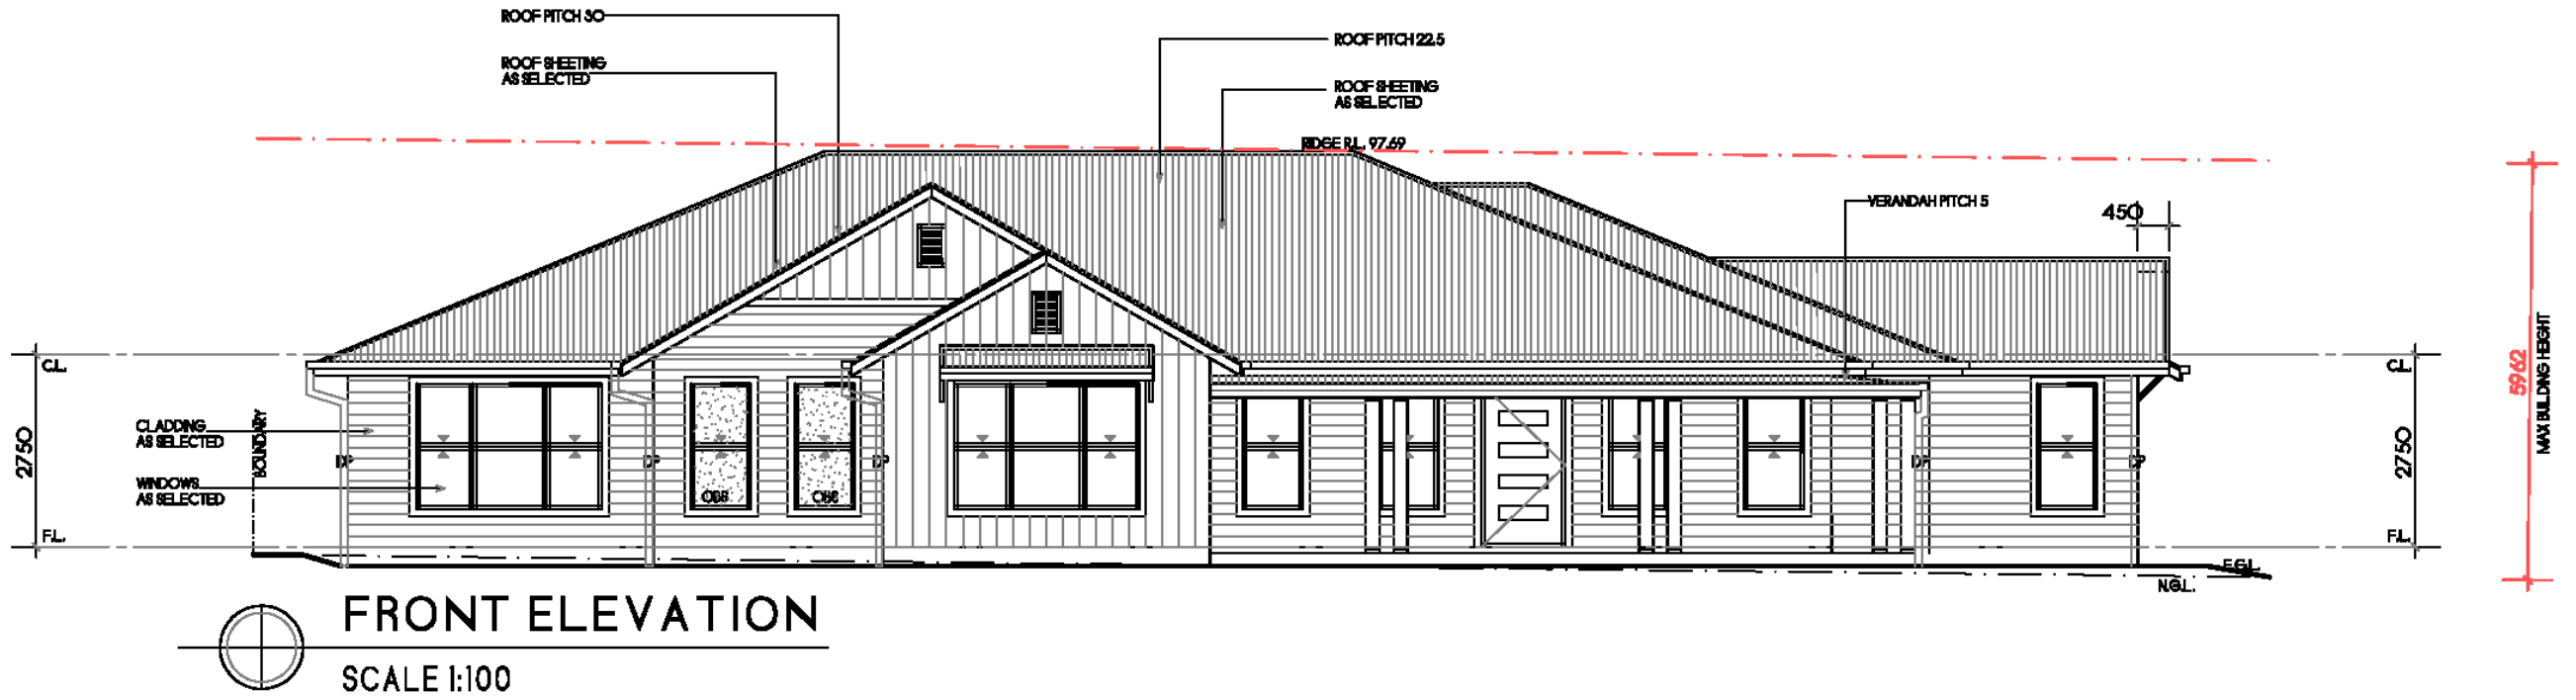 ROOF PITCH 30
ROOF SHEETING
AS SELECTED
ROOF PITCH 22.5
ROOF SHEETING
AS SELECTED
RIDGE R.L. 97.69
VERANDAH PITCH 5
450
C.L.
C.L.
CLADDING
AS SELECTED
WINDOWS
AS SELECTED
BOUNDARY
2750
DP
DP
DP
DP
DP
OBS
OBS
2750
5962
MAX BUILDING HEIGHT
F.L.
F.L.
F.G.L.
N.G.L.
FRONT ELEVATION
SCALE 1:100